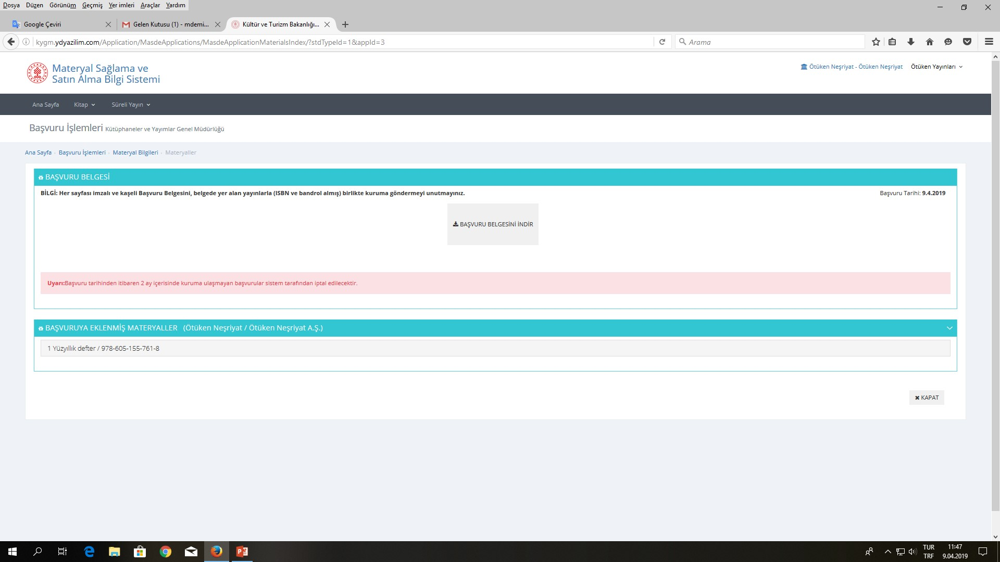 Dosya Düzen Görünüm Geçmiş Yer imleri Araçlar Yardım
Google Çeviri
Gelen Kutusu (1) - mdemi...
Kültür ve Turizm Bakanlığı...
kygm.ydyazilim.com/Application/MasdeApplications/MasdeApplicationMaterialsIndex/?stdTypeId=1&appId=3
Arama
Materyal Sağlama ve
Satın Alma Bilgi Sistemi
Ötüken Neşriyat - Ötüken Neşriyat Ötüken Yayınları
Ana Sayfa Kitap Süreli Yayın
Başvuru İşlemleri Kütüphaneler ve Yayımlar Genel Müdürlüğü
Ana Sayfa Başvuru İşlemleri Materyal Bilgileri Materyaller
BAŞVURU BELGESİ
BİLGİ: Her sayfası imzalı ve kaşeli Başvuru Belgesini, belgede yer alan yayınlarla (ISBN ve bandrol almış) birlikte kuruma göndermeyi unutmayınız.
Başvuru Tarihi: 9.4.2019
BAŞVURU BELGESİNİ İNDİR
Uyarı:Başvuru tarihinden itibaren 2 ay içerisinde kuruma ulaşmayan başvurular sistem tarafından iptal edilecektir.
BAŞVURUYA EKLENMİŞ MATERYALLER (Ötüken Neşriyat / Ötüken Neşriyat A.Ş.)
1 Yüzyıllık defter / 978-605-155-761-8
KAPAT
TUR 11:47
TRF 9.04.2019